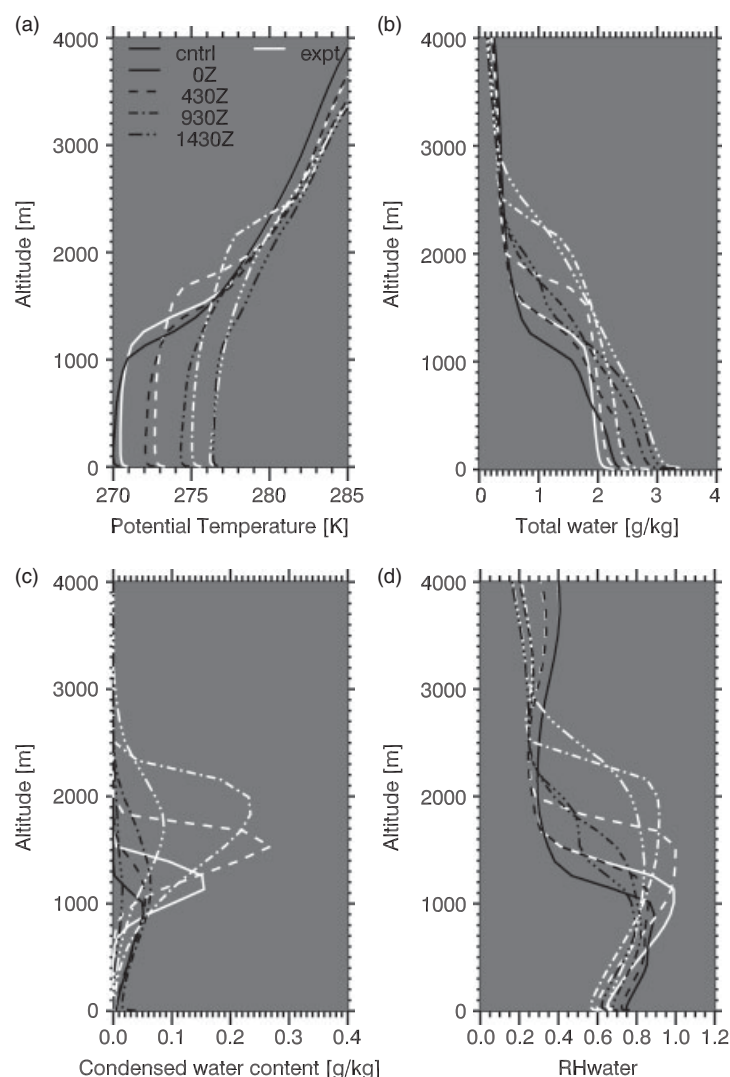 (a)
4000
3000
2000
1000
0
Altitude [m]
cntrl expt
0Z
430Z
930Z
1430Z
270 275 280 285
Potential Temperature [K]
(b)
4000
3000
2000
1000
0
Altitude [m]
0 1 2 3 4
Total water [g/kg]
(c)
4000
3000
2000
1000
0
Altitude [m]
0.0 0.1 0.2 0.3 0.4
Condensed water content [g/kg]
(d)
4000
3000
2000
1000
0
Altitude [m]
0.0 0.2 0.4 0.6 0.8 1.0 1.2
RHwater